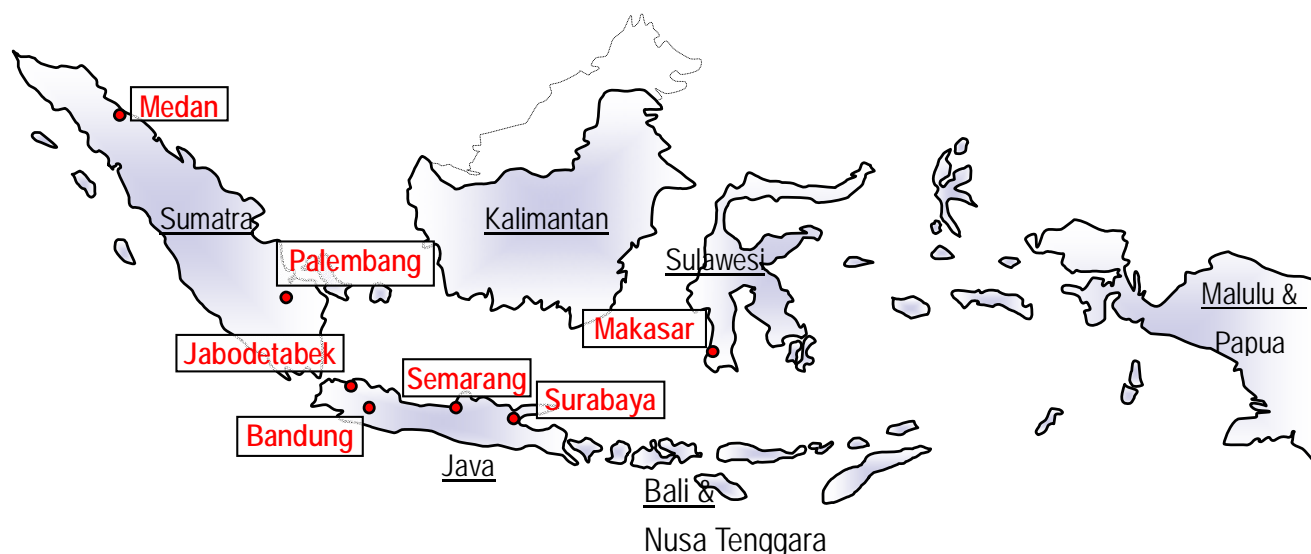 Medan
Sumatra
Kalimantan
Palembang
Sulawesi
Malulu &
Papua
Makasar
Jabodetabek
Semarang
Surabaya
Bandung
Java
Bali &
Nusa Tenggara